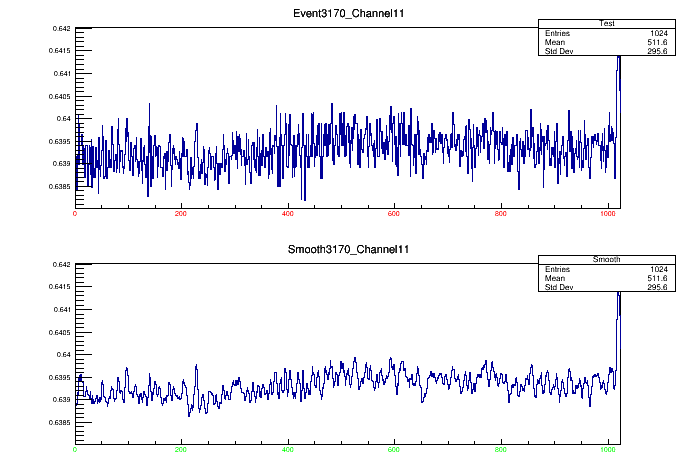 Event3170_Channel11
Test
Entries 1024
Mean 511.6
Std Dev 295.6
0.642
0.6415
0.641
0.6405
0.64
0.6395
0.639
0.6385
0 200 400 600 800 1000
Smooth3170_Channel11
Smooth
Entries 1024
Mean 511.6
Std Dev 295.6
0.642
0.6415
0.641
0.6405
0.64
0.6395
0.639
0.6385
0 200 400 600 800 1000